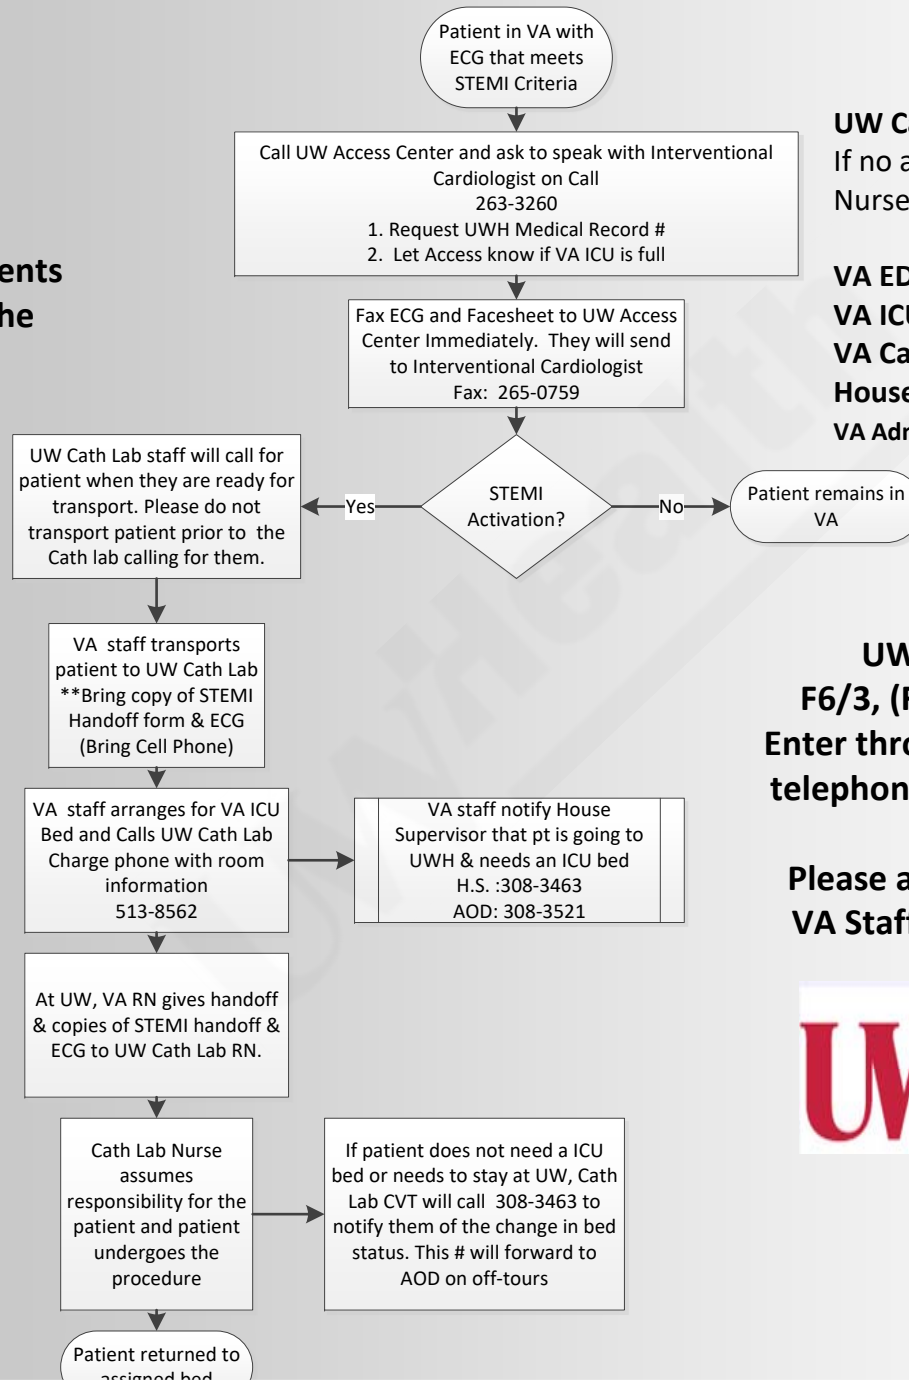 Patient in VA with
ECG that meets
STEMI Criteria
Call UW Access Center and ask to speak with Interventional
Cardiologist on Call
263-3260
1. Request UWH Medical Record #
2. Let Access know if VA ICU is full
Fax ECG and Facesheet to UW Access
Center Immediately. They will send
to Interventional Cardiologist
Fax: 265-0759
STEMI
Activation?
Yes
No
Patient remains in
VA
UW Cath Lab staff will call for
patient when they are ready for
transport. Please do not
transport patient prior to the
Cath lab calling for them.
VA staff transports
patient to UW Cath Lab
**Bring copy of STEMI
Handoff form & ECG
(Bring Cell Phone)
VA staff arranges for VA ICU
Bed and Calls UW Cath Lab
Charge phone with room
information
513-8562
VA staff notify House
Supervisor that pt is going to
UWH & needs an ICU bed
H.S. :308-3463
AOD: 308-3521
At UW, VA RN gives handoff
& copies of STEMI handoff &
ECG to UW Cath Lab RN.
Cath Lab Nurse
assumes
responsibility for the
patient and patient
undergoes the
procedure
If patient does not need a ICU
bed or needs to stay at UW, Cath
Lab CVT will call 308-3463 to
notify them of the change in bed
status. This # will forward to
AOD on off-tours
Patient returned to
assigned bed
UW
If no
Nurse
VA ED
VA ICU
VA
House
VA
UW
F6/3,
Enter
Please
VA Staff
UW
UWHealth